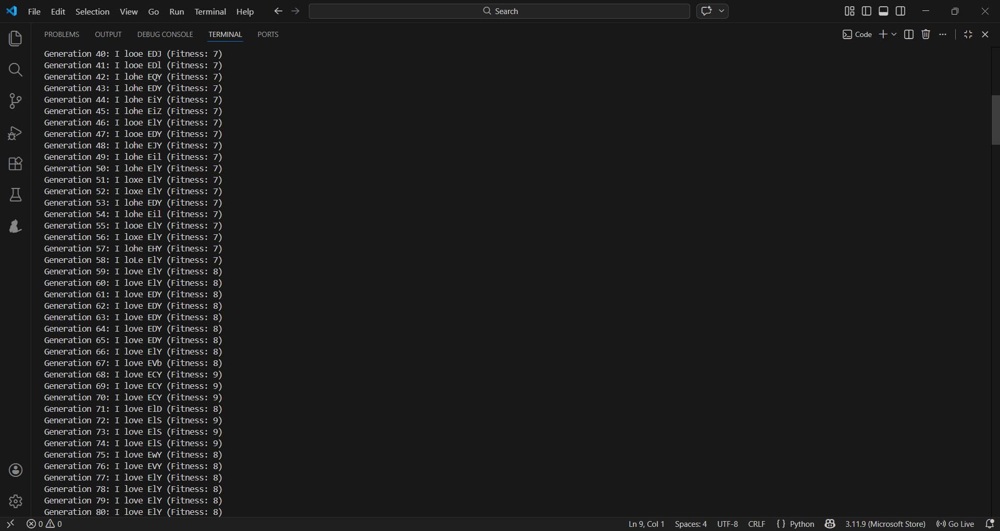 File Edit Selection View Go Run Terminal Help Search
PROBLEMS OUTPUT DEBUG CONSOLE TERMINAL PORTS Code
Generation 40: I looe EDJ (Fitness: 7)
Generation 41: I looe EDl (Fitness: 7)
Generation 42: I lohe EQY (Fitness: 7)
Generation 43: I lohe EDY (Fitness: 7)
Generation 44: I lohe EiY (Fitness: 7)
Generation 45: I lohe EiZ (Fitness: 7)
Generation 46: I looe ElY (Fitness: 7)
Generation 47: I looe EDY (Fitness: 7)
Generation 48: I lohe EJY (Fitness: 7)
Generation 49: I lohe Eil (Fitness: 7)
Generation 50: I lohe ElY (Fitness: 7)
Generation 51: I loxe ElY (Fitness: 7)
Generation 52: I loxe ElY (Fitness: 7)
Generation 53: I lohe EDY (Fitness: 7)
Generation 54: I lohe Eil (Fitness: 7)
Generation 55: I looe ElY (Fitness: 7)
Generation 56: I loxe ElY (Fitness: 7)
Generation 57: I lohe EHY (Fitness: 7)
Generation 58: I loLe ElY (Fitness: 7)
Generation 59: I love ElY (Fitness: 8)
Generation 60: I love ElY (Fitness: 8)
Generation 61: I love EDY (Fitness: 8)
Generation 62: I love EDY (Fitness: 8)
Generation 63: I love EDY (Fitness: 8)
Generation 64: I love EDY (Fitness: 8)
Generation 65: I love EDY (Fitness: 8)
Generation 66: I love ElY (Fitness: 8)
Generation 67: I love EVb (Fitness: 8)
Generation 68: I love ECY (Fitness: 9)
Generation 69: I love ECY (Fitness: 9)
Generation 70: I love ECY (Fitness: 9)
Generation 71: I love ElD (Fitness: 8)
Generation 72: I love ElS (Fitness: 9)
Generation 73: I love ElS (Fitness: 9)
Generation 74: I love ElS (Fitness: 9)
Generation 75: I love EwY (Fitness: 8)
Generation 76: I love EVY (Fitness: 8)
Generation 77: I love ElY (Fitness: 8)
Generation 78: I love ElY (Fitness: 8)
Generation 79: I love ElY (Fitness: 8)
Generation 80: I love ElY (Fitness: 8)
0 0 Ln 9, Col 1 Spaces: 4 UTF-8 CRLF { } Python 3.11.9 (Microsoft Store) Go Live